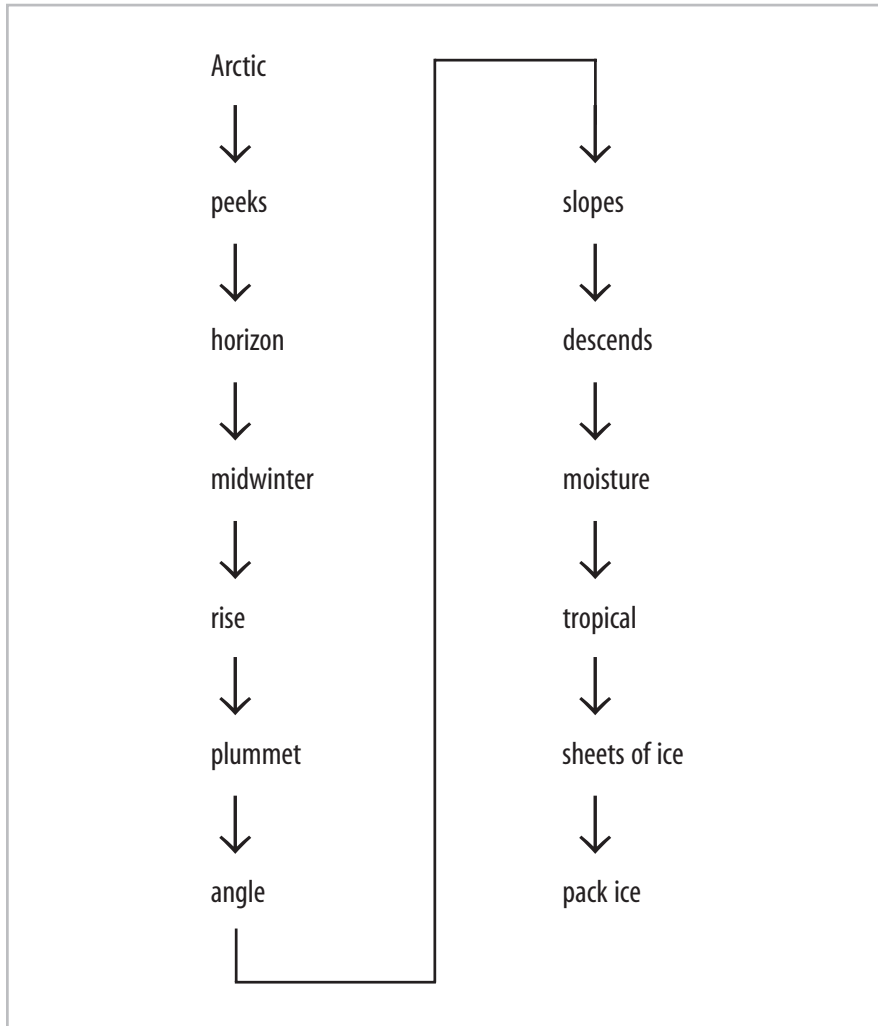 Arctic
peeks
horizon
midwinter
rise
plummet
angle
slopes
descends
moisture
tropical
sheets of ice
pack ice